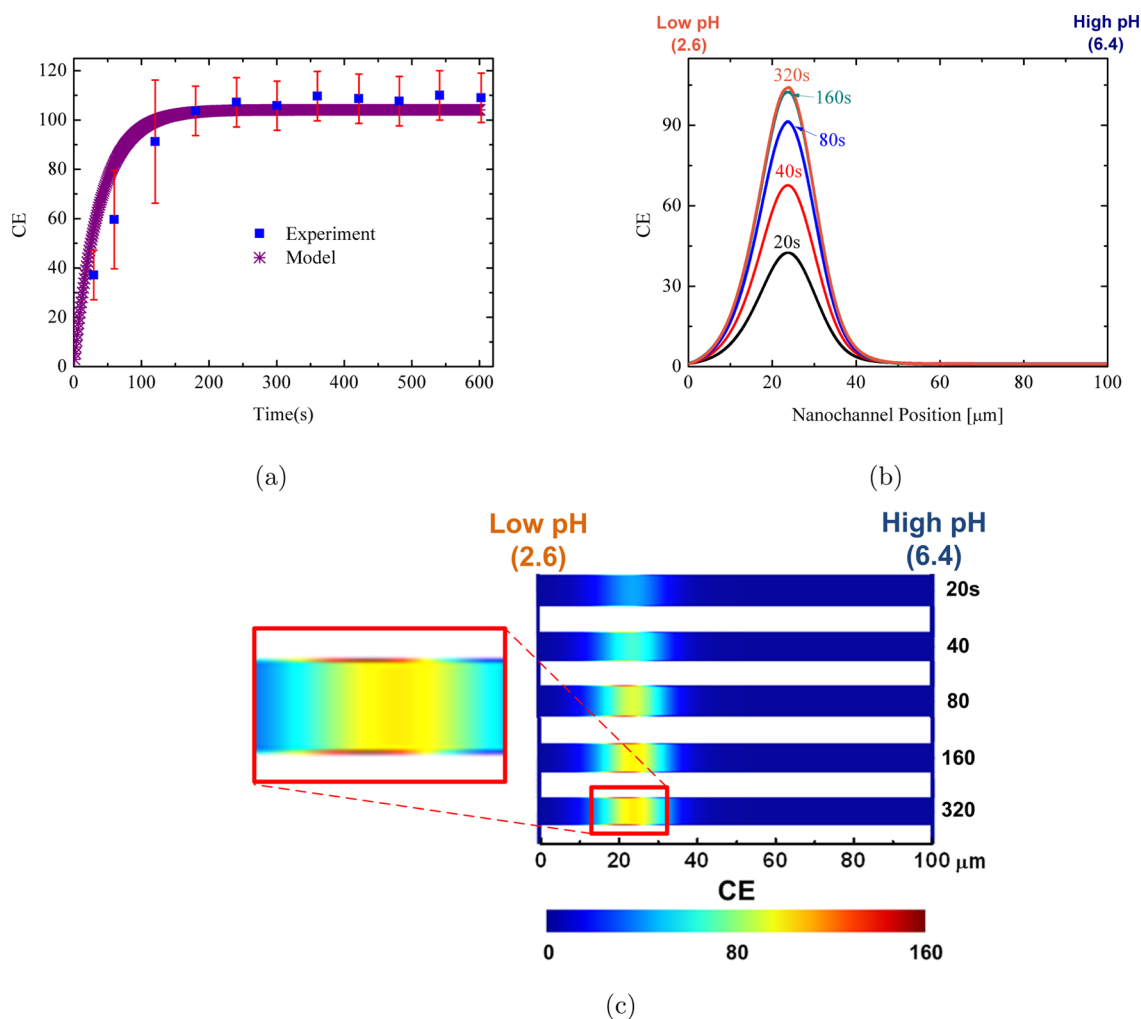 120
100
80
60
40
20
0
CE
0 100 200 300 400 500 600
Time(s)
Experiment
Model
(a)
Low pH
(2.6)
High pH
(6.4)
90
60
30
0
CE
320s
160s
80s
40s
20s
0 20 40 60 80 100
Nanochannel Position [μm]
(b)
Low pH
(2.6)
High pH
(6.4)
20s
40
80
160
320
0 20 40 60 80 100 μm
CE
0 80 160
(c)